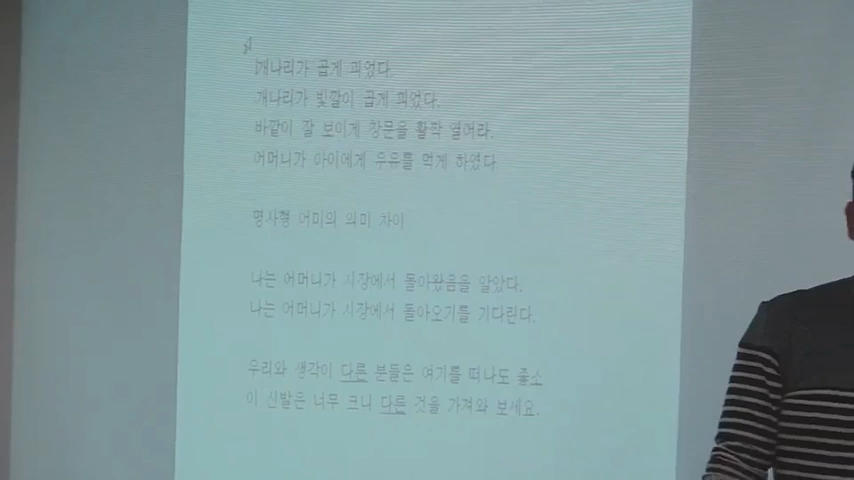 개나리가 곱게 피었다.
개나리가 빛깔이 곱게 피었다.
바깥이 잘 보이게 창문을 활짝 열어라.
어머니가 아이에게 우유를 먹게 하였다.
명사형 어미의 의미 차이
나는 어머니가 시장에서 돌아왔음을 알았다.
나는 어머니가 시장에서 돌아오기를 기다린다.
우리와 생각이 다른 분들은 여기를 떠나도 좋소
이 신발은 너무 크니 다른 것을 가져와 보세요.